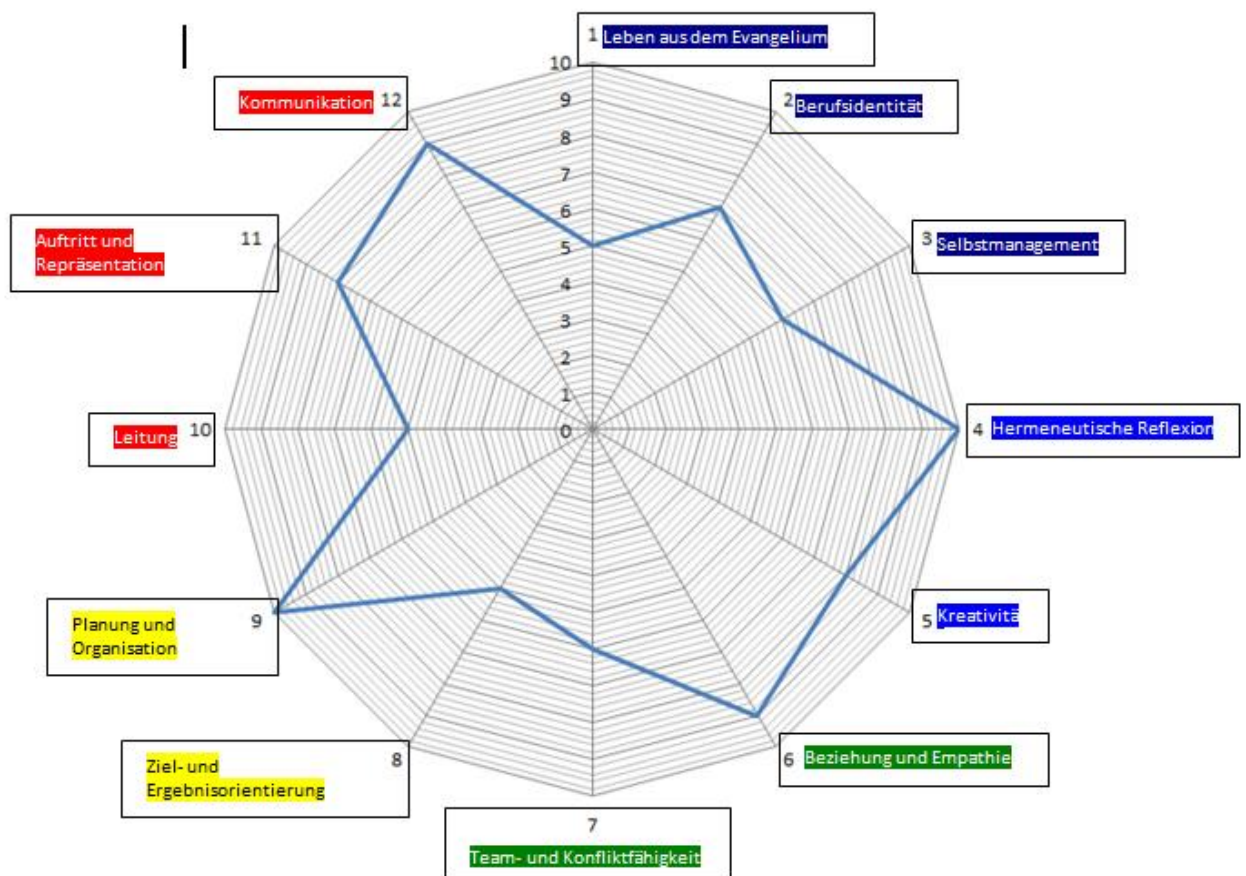 1 Leben aus dem Evangelium
2 Berufsidentität
3 Selbstmanagement
4 Hermeneutische Reflexion
5 Kreativitä
6 Beziehung und Empathie
7
Team- und Konfliktfähigkeit
8
Ziel- und
Ergebnisorientierung
9
Planung und
Organisation
Leitung 10
11
Auftritt und
Repräsentation
Kommunikation 12
10
9
8
7
6
5
4
3
2
1
0